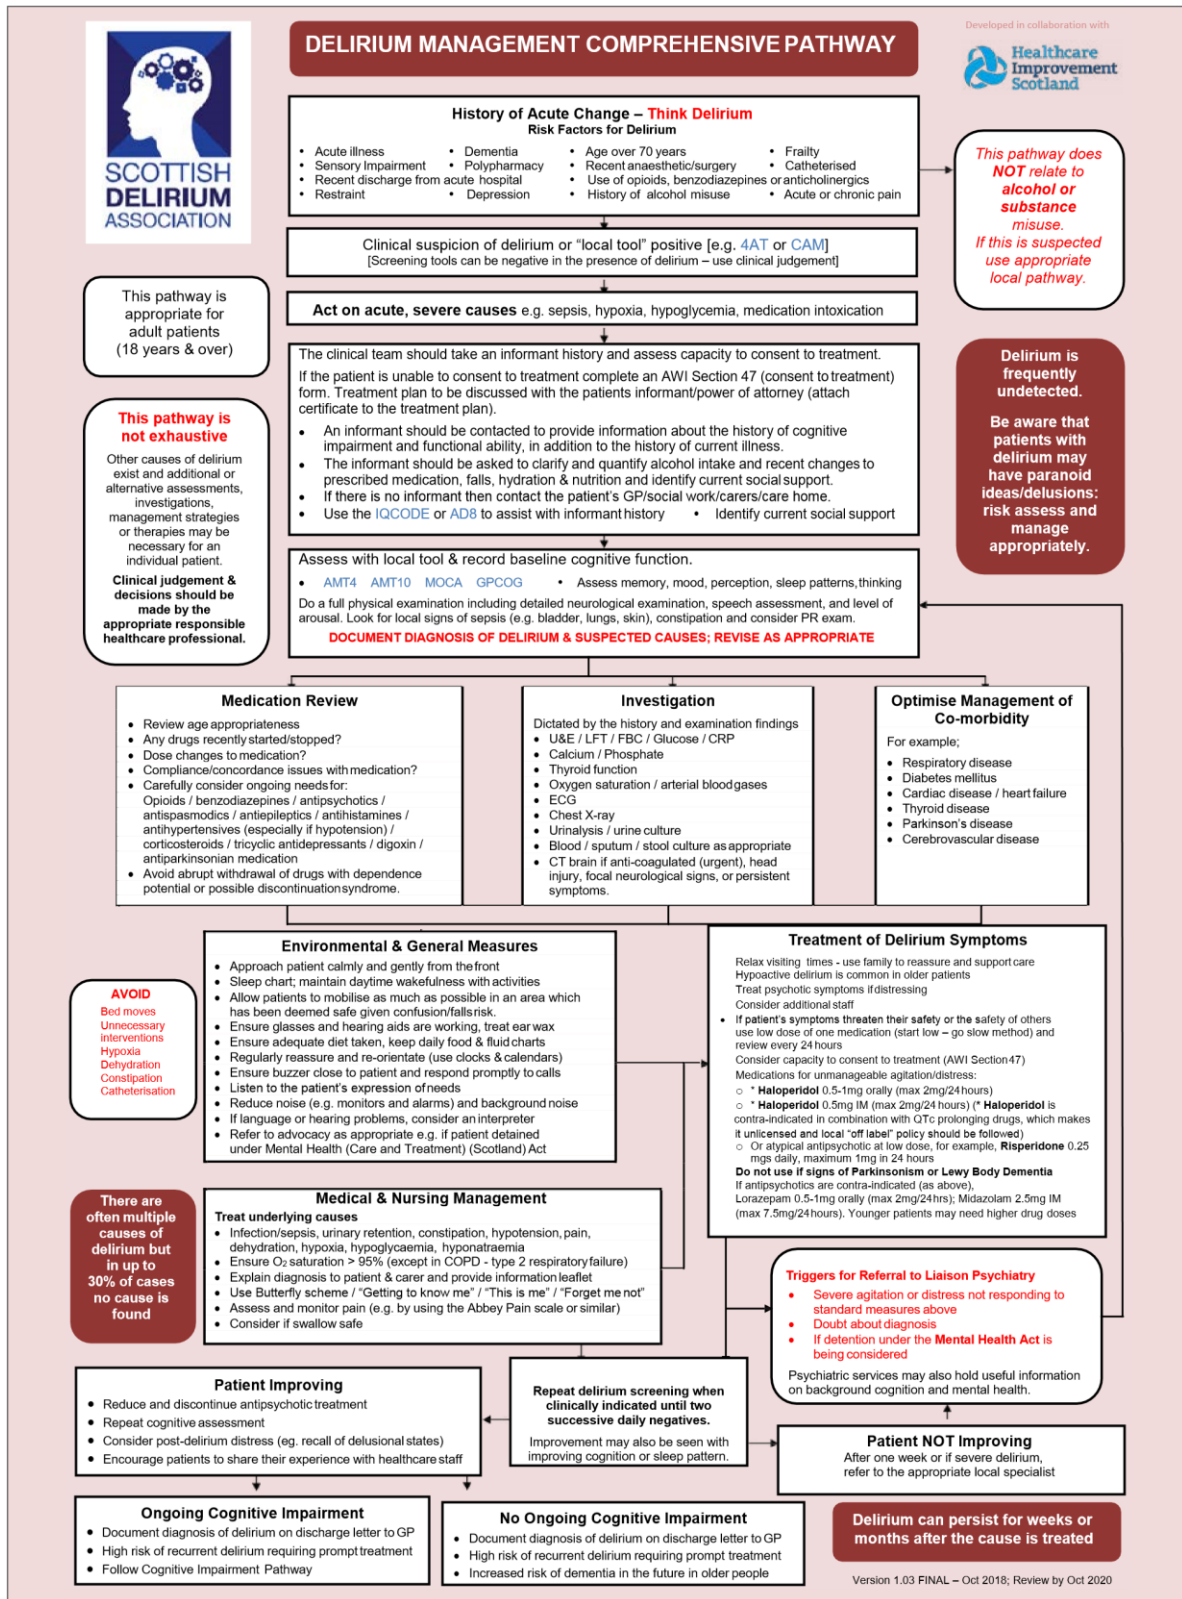 DELIRIUM MANAGEMENT COMPREHENSIVE PATHWAY
Developed in collaboration with
Healthcare
Improvement
Scotland
SCOTTISH
DELIRIUM
ASSOCIATION
History of Acute Change – Think Delirium
Risk Factors for Delirium
• Acute illness • Dementia • Age over 70 years • Frailty
• Sensory Impairment • Polypharmacy • Recent anaesthetic/surgery • Catheterised
• Recent discharge from acute hospital • Use of opioids, benzodiazepines or anticholinergics
• Restraint • Depression • History of alcohol misuse • Acute or chronic pain
This pathway does
NOT relate to
alcohol or
substance
misuse.
If this is suspected
use appropriate
local pathway.
Clinical suspicion of delirium or “local tool” positive [e.g. 4AT or CAM]
[Screening tools can be negative in the presence of delirium – use clinical judgement]
Act on acute, severe causes e.g. sepsis, hypoxia, hypoglycemia, medication intoxication
This pathway is
appropriate for
adult patients
(18 years & over)
The clinical team should take an informant history and assess capacity to consent to treatment.
If the patient is unable to consent to treatment complete an AWI Section 47 (consent to treatment)
form. Treatment plan to be discussed with the patients informant/power of attorney (attach
certificate to the treatment plan).
• An informant should be contacted to provide information about the history of cognitive
impairment and functional ability, in addition to the history of current illness.
• The informant should be asked to clarify and quantify alcohol intake and recent changes to
prescribed medication, falls, hydration & nutrition and identify current social support.
• If there is no informant then contact the patient’s GP/social work/carers/care home.
• Use the IQCODE or AD8 to assist with informant history • Identify current social support
Delirium is
frequently
undetected.
Be aware that
patients with
delirium may
have paranoid
ideas/delusions:
risk assess and
manage
appropriately.
This pathway is
not exhaustive
Other causes of delirium
exist and additional or
alternative assessments,
investigations,
management strategies
or therapies may be
necessary for an
individual patient.
Clinical judgement &
decisions should be
made by the
appropriate responsible
healthcare professional.
Assess with local tool & record baseline cognitive function.
• AMT4 AMT10 MOCA GPCOG • Assess memory, mood, perception, sleep patterns, thinking
Do a full physical examination including detailed neurological examination, speech assessment, and level of
arousal. Look for local signs of sepsis (e.g. bladder, lungs, skin), constipation and consider PR exam.
DOCUMENT DIAGNOSIS OF DELIRIUM & SUSPECTED CAUSES; REVISE AS APPROPRIATE
Medication Review
• Review age appropriateness
• Any drugs recently started/stopped?
• Dose changes to medication?
• Compliance/concordance issues with medication?
• Carefully consider ongoing needs for:
Opioids / benzodiazepines / antipsychotics /
antispasmodics / antiepileptics / antihistamines /
antihypertensives (especially if hypotension) /
corticosteroids / tricyclic antidepressants / digoxin /
antiparkinsonian medication
• Avoid abrupt withdrawal of drugs with dependence
potential or possible discontinuation syndrome.
Investigation
Dictated by the history and examination findings
• U&E / LFT / FBC / Glucose / CRP
• Calcium / Phosphate
• Thyroid function
• Oxygen saturation / arterial blood gases
• ECG
• Chest X-ray
• Urinalysis / urine culture
• Blood / sputum / stool culture as appropriate
• CT brain if anti-coagulated (urgent), head
injury, focal neurological signs, or persistent
symptoms.
Optimise Management of
Co-morbidity
For example;
• Respiratory disease
• Diabetes mellitus
• Cardiac disease / heart failure
• Thyroid disease
• Parkinson’s disease
• Cerebrovascular disease
Environmental & General Measures
• Approach patient calmly and gently from the front
• Sleep chart; maintain daytime wakefulness with activities
• Allow patients to mobilise as much as possible in an area which
has been deemed safe given confusion/falls risk.
• Ensure glasses and hearing aids are working, treat ear wax
• Ensure adequate diet taken, keep daily food & fluid charts
• Regularly reassure and re-orientate (use clocks & calendars)
• Ensure buzzer close to patient and respond promptly to calls
• Listen to the patient’s expression of needs
• Reduce noise (e.g. monitors and alarms) and background noise
• If language or hearing problems, consider an interpreter
• Refer to advocacy as appropriate e.g. if patient detained
under Mental Health (Care and Treatment) (Scotland) Act
AVOID
Bed moves
Unnecessary
interventions
Hypoxia
Dehydration
Constipation
Catheterisation
Treatment of Delirium Symptoms
Relax visiting times - use family to reassure and support care
Hypoactive delirium is common in older patients
Treat psychotic symptoms if distressing
Consider additional staff
• If patient’s symptoms threaten their safety or the safety of others
use low dose of one medication (start low – go slow method) and
review every 24 hours
Consider capacity to consent to treatment (AWI Section 47)
Medications for unmanageable agitation/distress:
o * Haloperidol 0.5-1mg orally (max 2mg/24 hours)
o * Haloperidol 0.5mg IM (max 2mg/24 hours) (* Haloperidol is
contra-indicated in combination with QTc prolonging drugs, which makes
it unlicensed and local “off label” policy should be followed)
o Or atypical antipsychotic at low dose, for example, Risperidone 0.25
mgs daily, maximum 1mg in 24 hours
Do not use if signs of Parkinsonism or Lewy Body Dementia
If antipsychotics are contra-indicated (as above),
Lorazepam 0.5-1mg orally (max 2mg/24hrs); Midazolam 2.5mg IM
(max 7.5mg/24 hours). Younger patients may need higher drug doses
There are
often multiple
causes of
delirium but
in up to
30% of cases
no cause is
found
Medical & Nursing Management
Treat underlying causes
• Infection/sepsis, urinary retention, constipation, hypotension, pain,
dehydration, hypoxia, hypoglycaemia, hyponatraemia
• Ensure O2 saturation > 95% (except in COPD - type 2 respiratory failure)
• Explain diagnosis to patient & carer and provide information leaflet
• Use Butterfly scheme / “Getting to know me” / “This is me” / “Forget me not”
• Assess and monitor pain (e.g. by using the Abbey Pain scale or similar)
• Consider if swallow safe
Triggers for Referral to Liaison Psychiatry
• Severe agitation or distress not responding to
standard measures above
• Doubt about diagnosis
• If detention under the Mental Health Act is
being considered
Psychiatric services may also hold useful information
on background cognition and mental health.
Patient Improving
• Reduce and discontinue antipsychotic treatment
• Repeat cognitive assessment
• Consider post-delirium distress (eg. recall of delusional states)
• Encourage patients to share their experience with healthcare staff
Repeat delirium screening when
clinically indicated until two
successive daily negatives.
Improvement may also be seen with
improving cognition or sleep pattern.
Patient NOT Improving
After one week or if severe delirium,
refer to the appropriate local specialist
Ongoing Cognitive Impairment
• Document diagnosis of delirium on discharge letter to GP
• High risk of recurrent delirium requiring prompt treatment
• Follow Cognitive Impairment Pathway
No Ongoing Cognitive Impairment
• Document diagnosis of delirium on discharge letter to GP
• High risk of recurrent delirium requiring prompt treatment
• Increased risk of dementia in the future in older people
Delirium can persist for weeks or
months after the cause is treated
Version 1.03 FINAL – Oct 2018; Review by Oct 2020